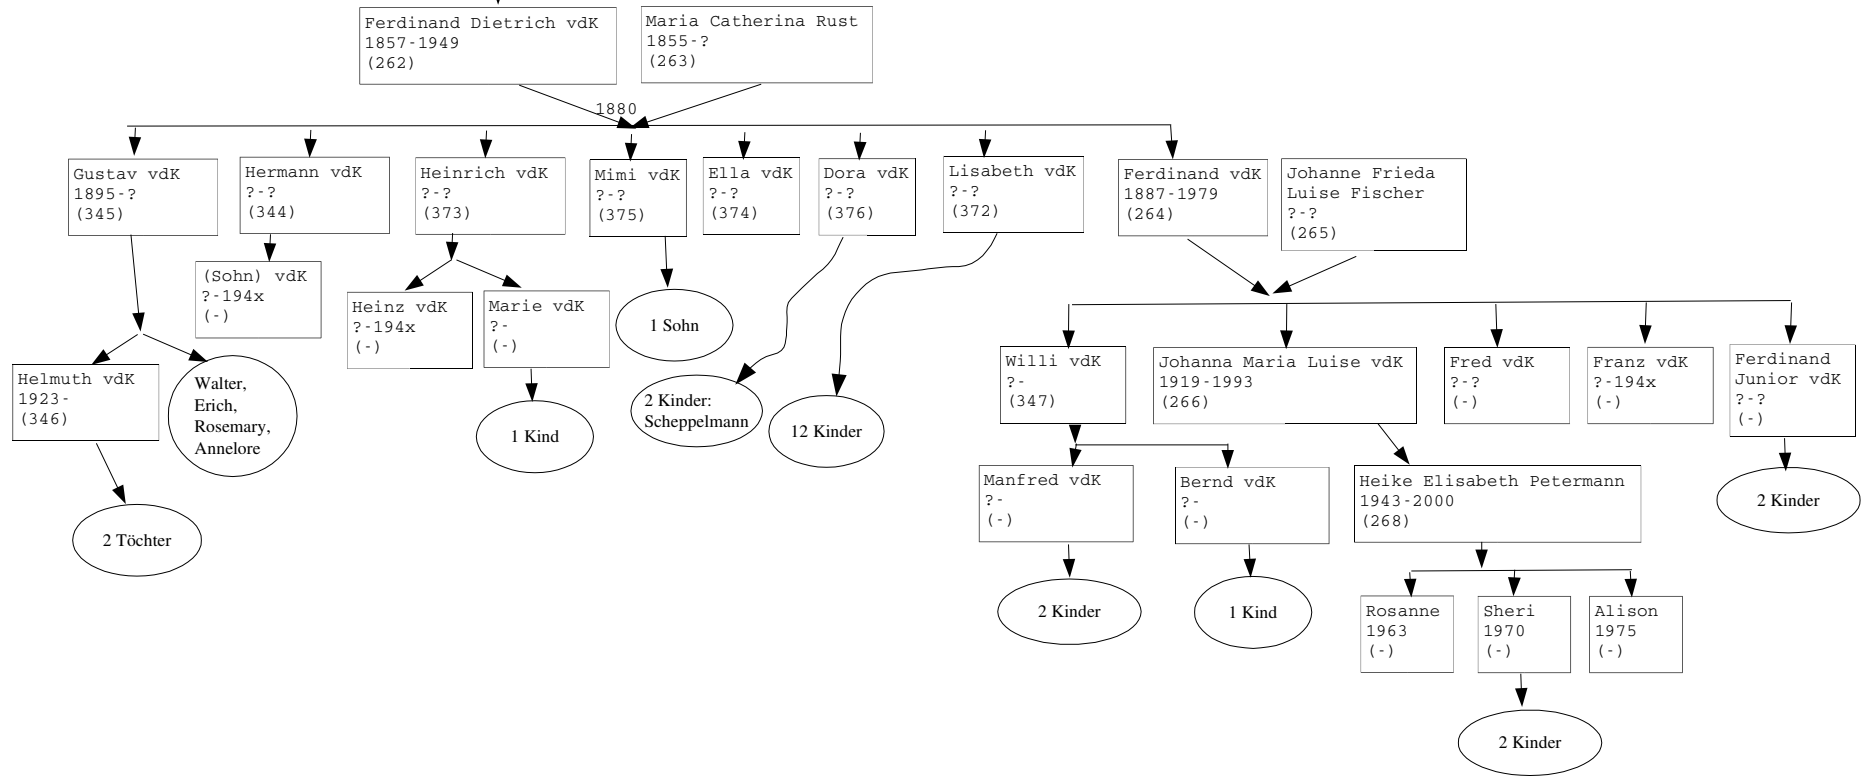 Ferdinand Dietrich vdK
1857-1949
(262)
Maria Catherina Rust
1855-?
(263)
1880
Gustav vdK
1895-?
(345)
Hermann vdK
?-?
(344)
Heinrich vdK
?-?
(373)
Mimi vdK
?-?
(375)
Ella vdK
?-?
(374)
Dora vdK
?-?
(376)
Lisabeth vdK
?-?
(372)
Ferdinand vdK
1887-1979
(264)
Johanne Frieda
Luise Fischer
?-?
(265)
(Sohn) vdK
?-194x
(-)
Heinz vdK
?-194x
(-)
Marie vdK
?-
(-)
1 Sohn
Helmuth vdK
1923-
(346)
Walter,
Erich,
Rosemary,
Annelore
1 Kind
2 Kinder:
Scheppelmann
12 Kinder
Willi vdK
?-
(347)
Johanna Maria Luise vdK
1919-1993
(266)
Fred vdK
?-?
(-)
Franz vdK
?-194x
(-)
Ferdinand
Junior vdK
?-?
(-)
2 Töchter
Manfred vdK
?-
(-)
Bernd vdK
?-
(-)
Heike Elisabeth Petermann
1943-2000
(268)
2 Kinder
2 Kinder
1 Kind
Rosanne
1963
(-)
Sheri
1970
(-)
Alison
1975
(-)
2 Kinder